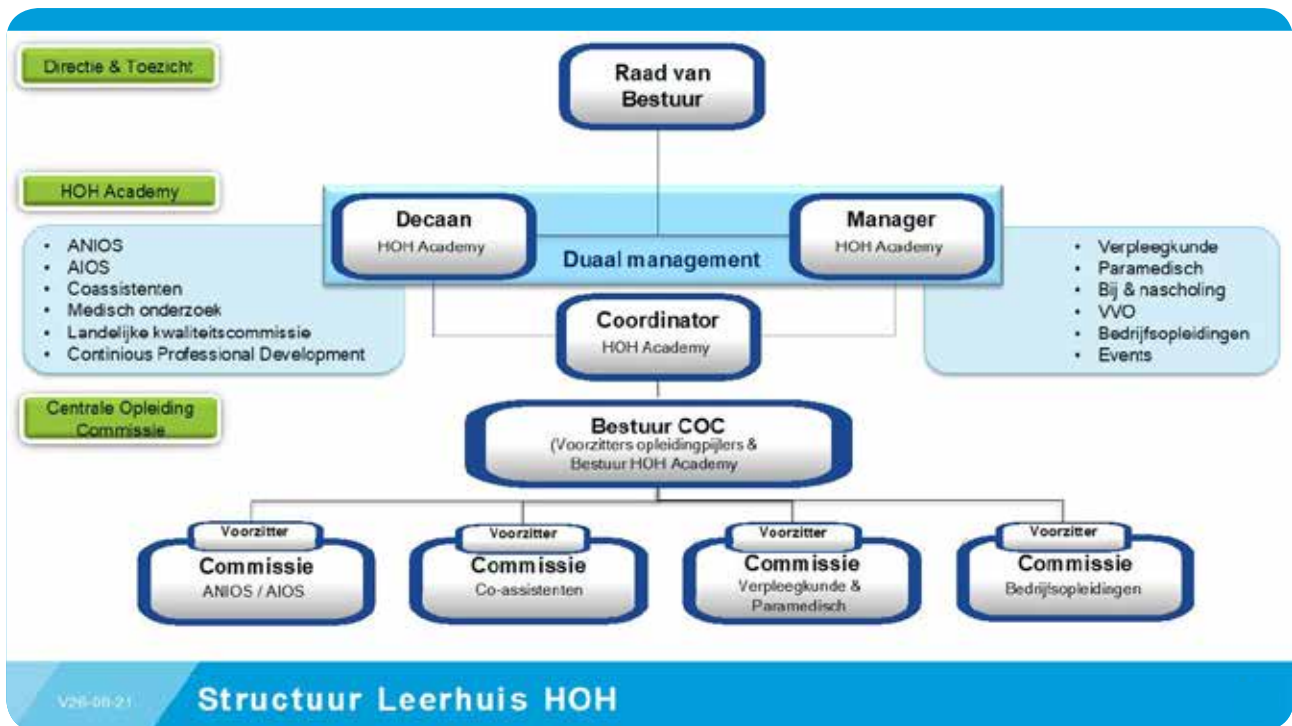 Directie & Toezicht
Raad van
Bestuur
HOH Academy
Decaan
HOH Academy
Manager
HOH Academy
Duaal management
• ANIOS
• AIOS
• Coassistenten
• Medisch onderzoek
• Landelijke kwaliteitscommissie
• Continious Professional Development
• Verpleegkunde
• Paramedisch
• Bij & nascholing
• VVO
• Bedrijfsopleidingen
• Events
Coordinator
HOH Academy
Centrale Opleiding
Commissie
Bestuur COC
(Voorzitters opleidingpijlers &
Bestuur HOH Academy
Voorzitter
Commissie
ANIOS / AIOS
Voorzitter
Commissie
Co-assistenten
Voorzitter
Commissie
Verpleegkunde &
Paramedisch
Voorzitter
Commissie
Bedrijfsopleidingen
Structuur Leerhuis HOH